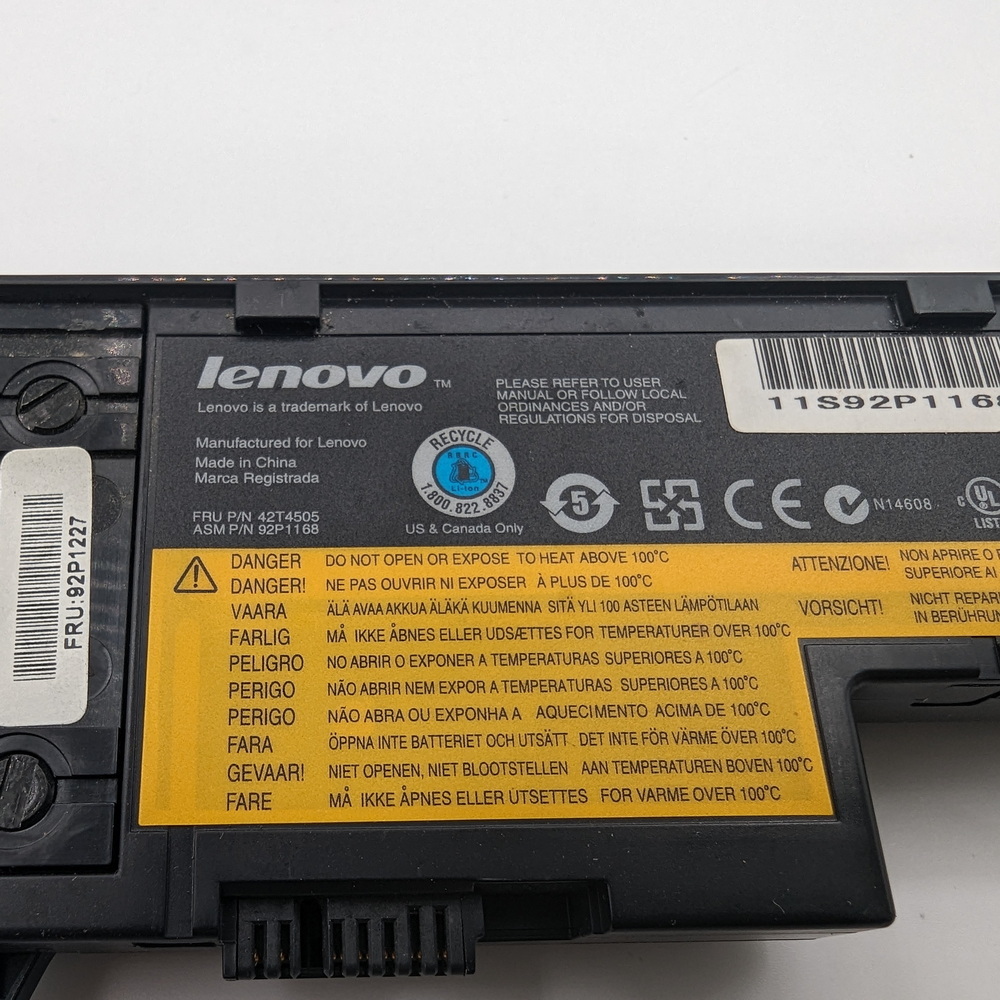 lenovo™
Lenovo is a trademark of Lenovo
Manufactured for Lenovo
Made in China
Marca Registrada
FRU P/N 42T4505
ASM P/N 92P1168
PLEASE REFER TO USER
MANUAL OR FOLLOW LOCAL
ORDINANCES AND/OR
REGULATIONS FOR DISPOSAL
RECYCLE
RBRC
Li-Ion
1.800.822.8837
US & Canada Only
5
CE
N14608
C UL
LIST
11S92P1168
FRU:92P1227
DANGER DO NOT OPEN OR EXPOSE TO HEAT ABOVE 100°C
DANGER! NE PAS OUVRIR NI EXPOSER À PLUS DE 100°C
VAARA ÄLÄ AVAA AKKUA ÄLÄKÄ KUUMENNA SITÄ YLI 100 ASTEEN LÄMPÖTILAAN
FARLIG MÅ IKKE ÅBNES ELLER UDSÆTTES FOR TEMPERATURER OVER 100°C
PELIGRO NO ABRIR O EXPONER A TEMPERATURAS SUPERIORES A 100°C
PERIGO NÃO ABRIR NEM EXPOR A TEMPERATURAS SUPERIORES A 100°C
PERIGO NÃO ABRA OU EXPONHA A AQUECIMENTO ACIMA DE 100°C
FARA ÖPPNA INTE BATTERIET OCH UTSÄTT DET INTE FÖR VÄRME ÖVER 100°C
GEVAAR! NIET OPENEN, NIET BLOOTSTELLEN AAN TEMPERATUREN BOVEN 100°C
FARE MÅ IKKE ÅPNES ELLER UTSETTES FOR VARME OVER 100°C
ATTENZIONE! NON APRIRE O
SUPERIORE AI
VORSICHT! NICHT REPAR
IN BERÜHRUN